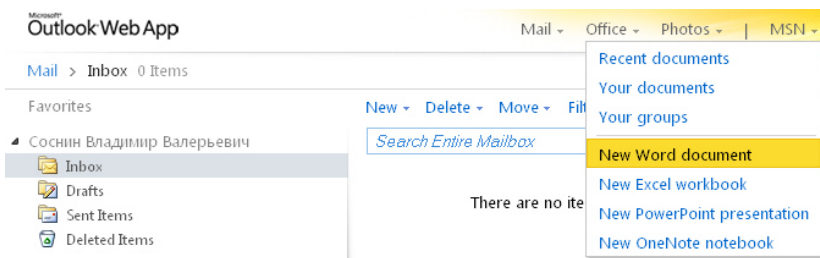 Microsoft®
Outlook Web App
Mail Office Photos | MSN
Mail > Inbox 0 Items
Favorites
Соснин Владимир Валерьевич
Inbox
Drafts
Sent Items
Deleted Items
New Delete Move Filt
Search Entire Mailbox
There are no ite
Recent documents
Your documents
Your groups
New Word document
New Excel workbook
New PowerPoint presentation
New OneNote notebook